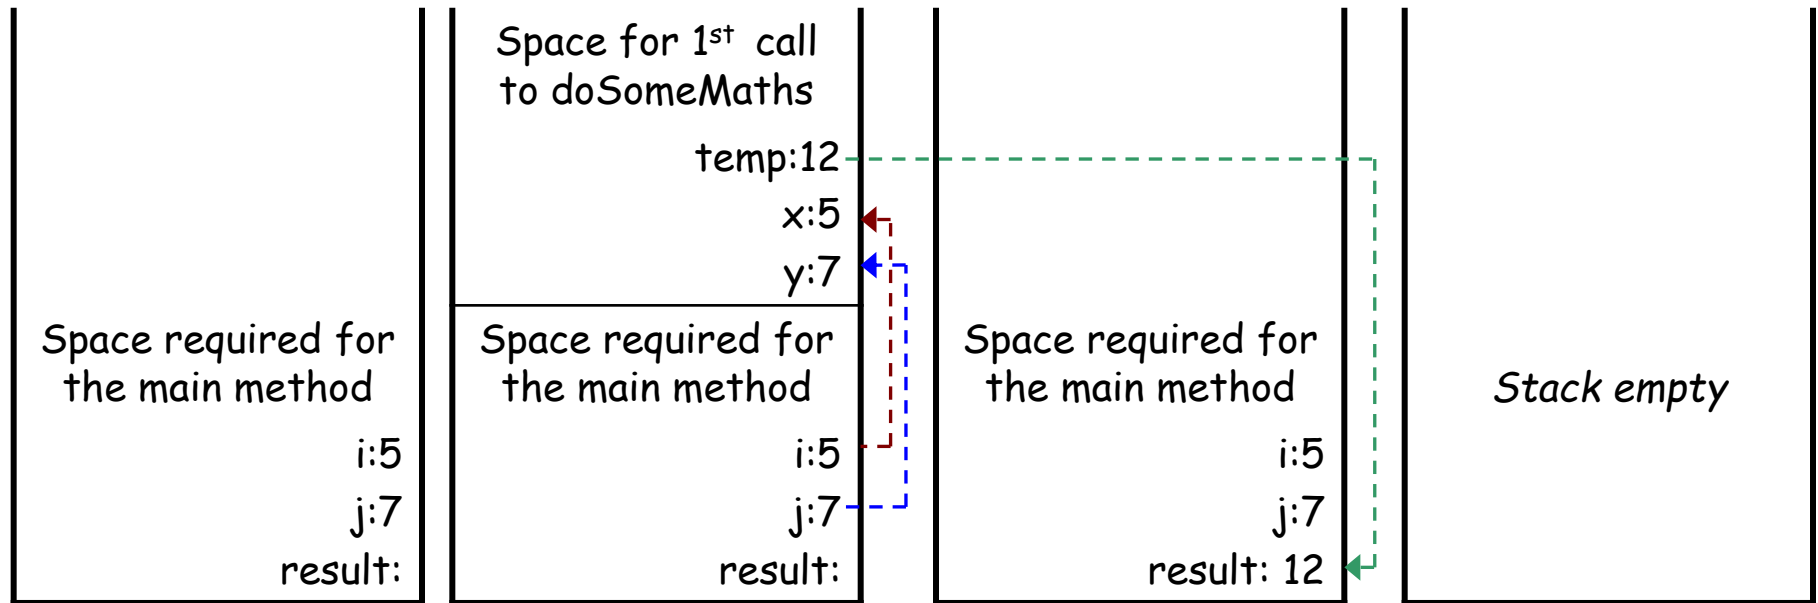 Space required for
the main method
i:5
j:7
result:
Space for 1st call
to doSomeMaths
temp:12
x:5
y:7
Space required for
the main method
i:5
j:7
result:
Space required for
the main method
i:5
j:7
result: 12
Stack empty